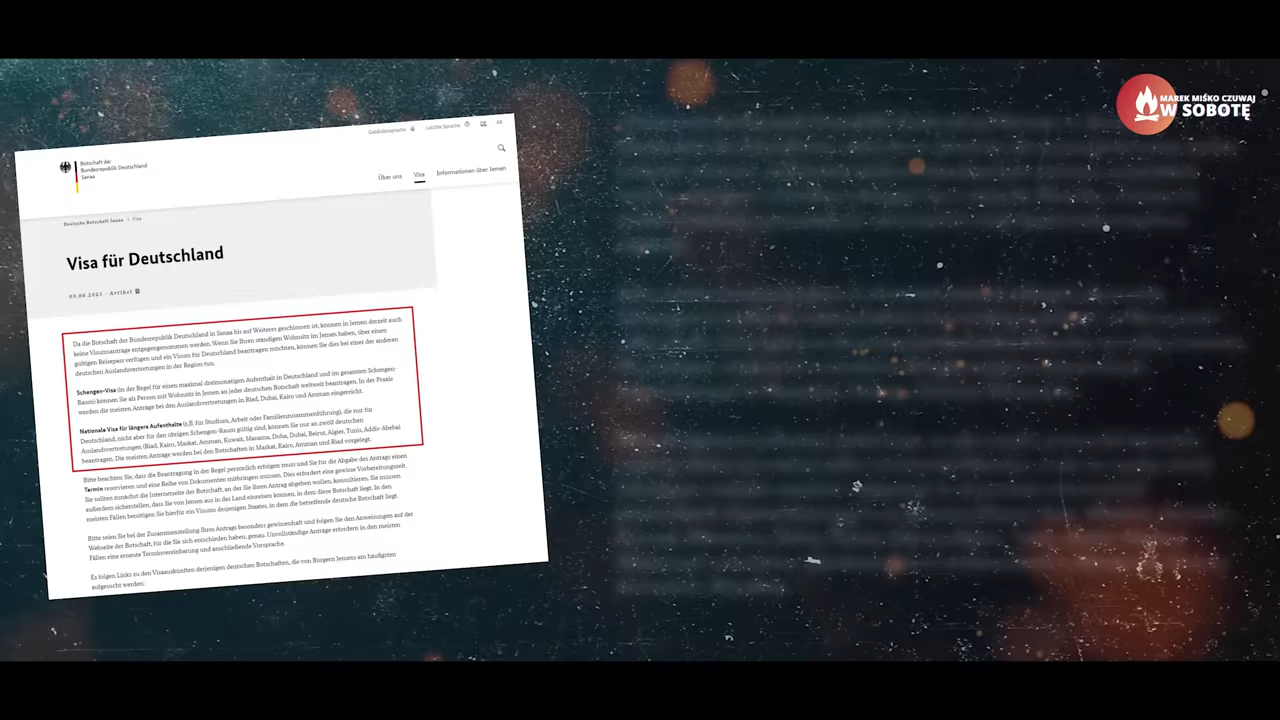 MAREK MIŚKO CZUWAJ
W SOBOTĘ
Gebärdensprache
Leichte Sprache
DE
AR
Botschaft der
Bundesrepublik Deutschland
Sanaa
Über uns
Visa
Informationen über Jemen
Deutsche Botschaft Sanaa | Visa
Visa für Deutschland
05.06.2023 - Artikel
Da die Botschaft der Bundesrepublik Deutschland in Sanaa bis auf Weiteres geschlossen ist, können in Jemen derzeit auch
keine Visumsanträge entgegengenommen werden. Wenn Sie Ihren ständigen Wohnsitz im Jemen haben, über einen
gültigen Reisepass verfügen und ein Visum für Deutschland beantragen möchten, können Sie dies bei einer der anderen
deutschen Auslandsvertretungen in der Region tun.
Schengen-Visa (in der Regel für einen maximal dreimonatigen Aufenthalt in Deutschland und im gesamten Schengen-
Raum) können Sie als Person mit Wohnsitz in Jemen an jeder deutschen Botschaft weltweit beantragen. In der Praxis
werden die meisten Anträge bei den Auslandsvertretungen in Riad, Dubai, Kairo und Amman eingereicht.
Nationale Visa für längere Aufenthalte (z.B. für Studium, Arbeit oder Familienzusammenführung), die nur für
Deutschland, nicht aber für den übrigen Schengen-Raum gültig sind, können Sie nur an zwölf deutschen
Auslandsvertretungen (Riad, Kairo, Maskat, Amman, Kuwait, Manama, Doha, Dubai, Beirut, Algier, Tunis, Addis-Abeba)
beantragen. Die meisten Anträge werden bei den Botschaften in Maskat, Kairo, Amman und Riad vorgelegt.
Bitte beachten Sie, dass die Beantragung in der Regel persönlich erfolgen muss und Sie für die Abgabe des Antrags einen
Termin reservieren und eine Reihe von Dokumenten mitbringen müssen. Dies erfordert eine gewisse Vorbereitungszeit.
Sie sollten zunächst die Internetseite der Botschaft, an der Sie Ihren Antrag abgeben wollen, konsultieren. Sie müssen
außerdem sicherstellen, dass Sie von Jemen aus in das Land einreisen können, in dem diese Botschaft liegt. In den
meisten Fällen benötigen Sie hierfür ein Visums desjenigen Staates, in dem die betreffende deutsche Botschaft liegt.
Bitte seien Sie bei der Zusammenstellung Ihres Antrags besonders gewissenhaft und folgen Sie den Anweisungen auf der
Webseite der Botschaft, für die Sie sich entschieden haben, genau. Unvollständige Anträge erfordern in den meisten
Fällen eine erneute Terminvereinbarung und anschließende Vorsprache.
Es folgen Links zu den Visaauskünften derjenigen deutschen Botschaften, die von Bürgern Jemens am häufigsten
aufgesucht werden: